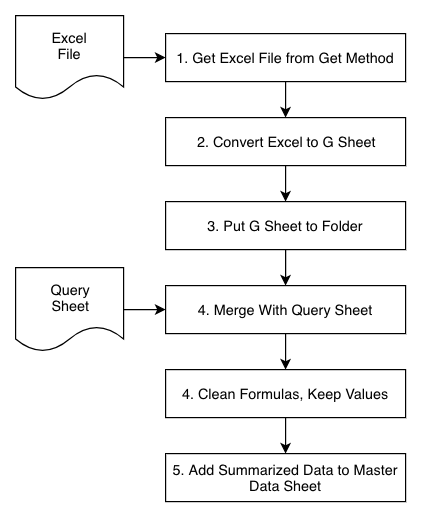 Excel
File
1. Get Excel File from Get Method
2. Convert Excel to G Sheet
3. Put G Sheet to Folder
Query
Sheet
4. Merge With Query Sheet
4. Clean Formulas, Keep Values
5. Add Summarized Data to Master
Data Sheet